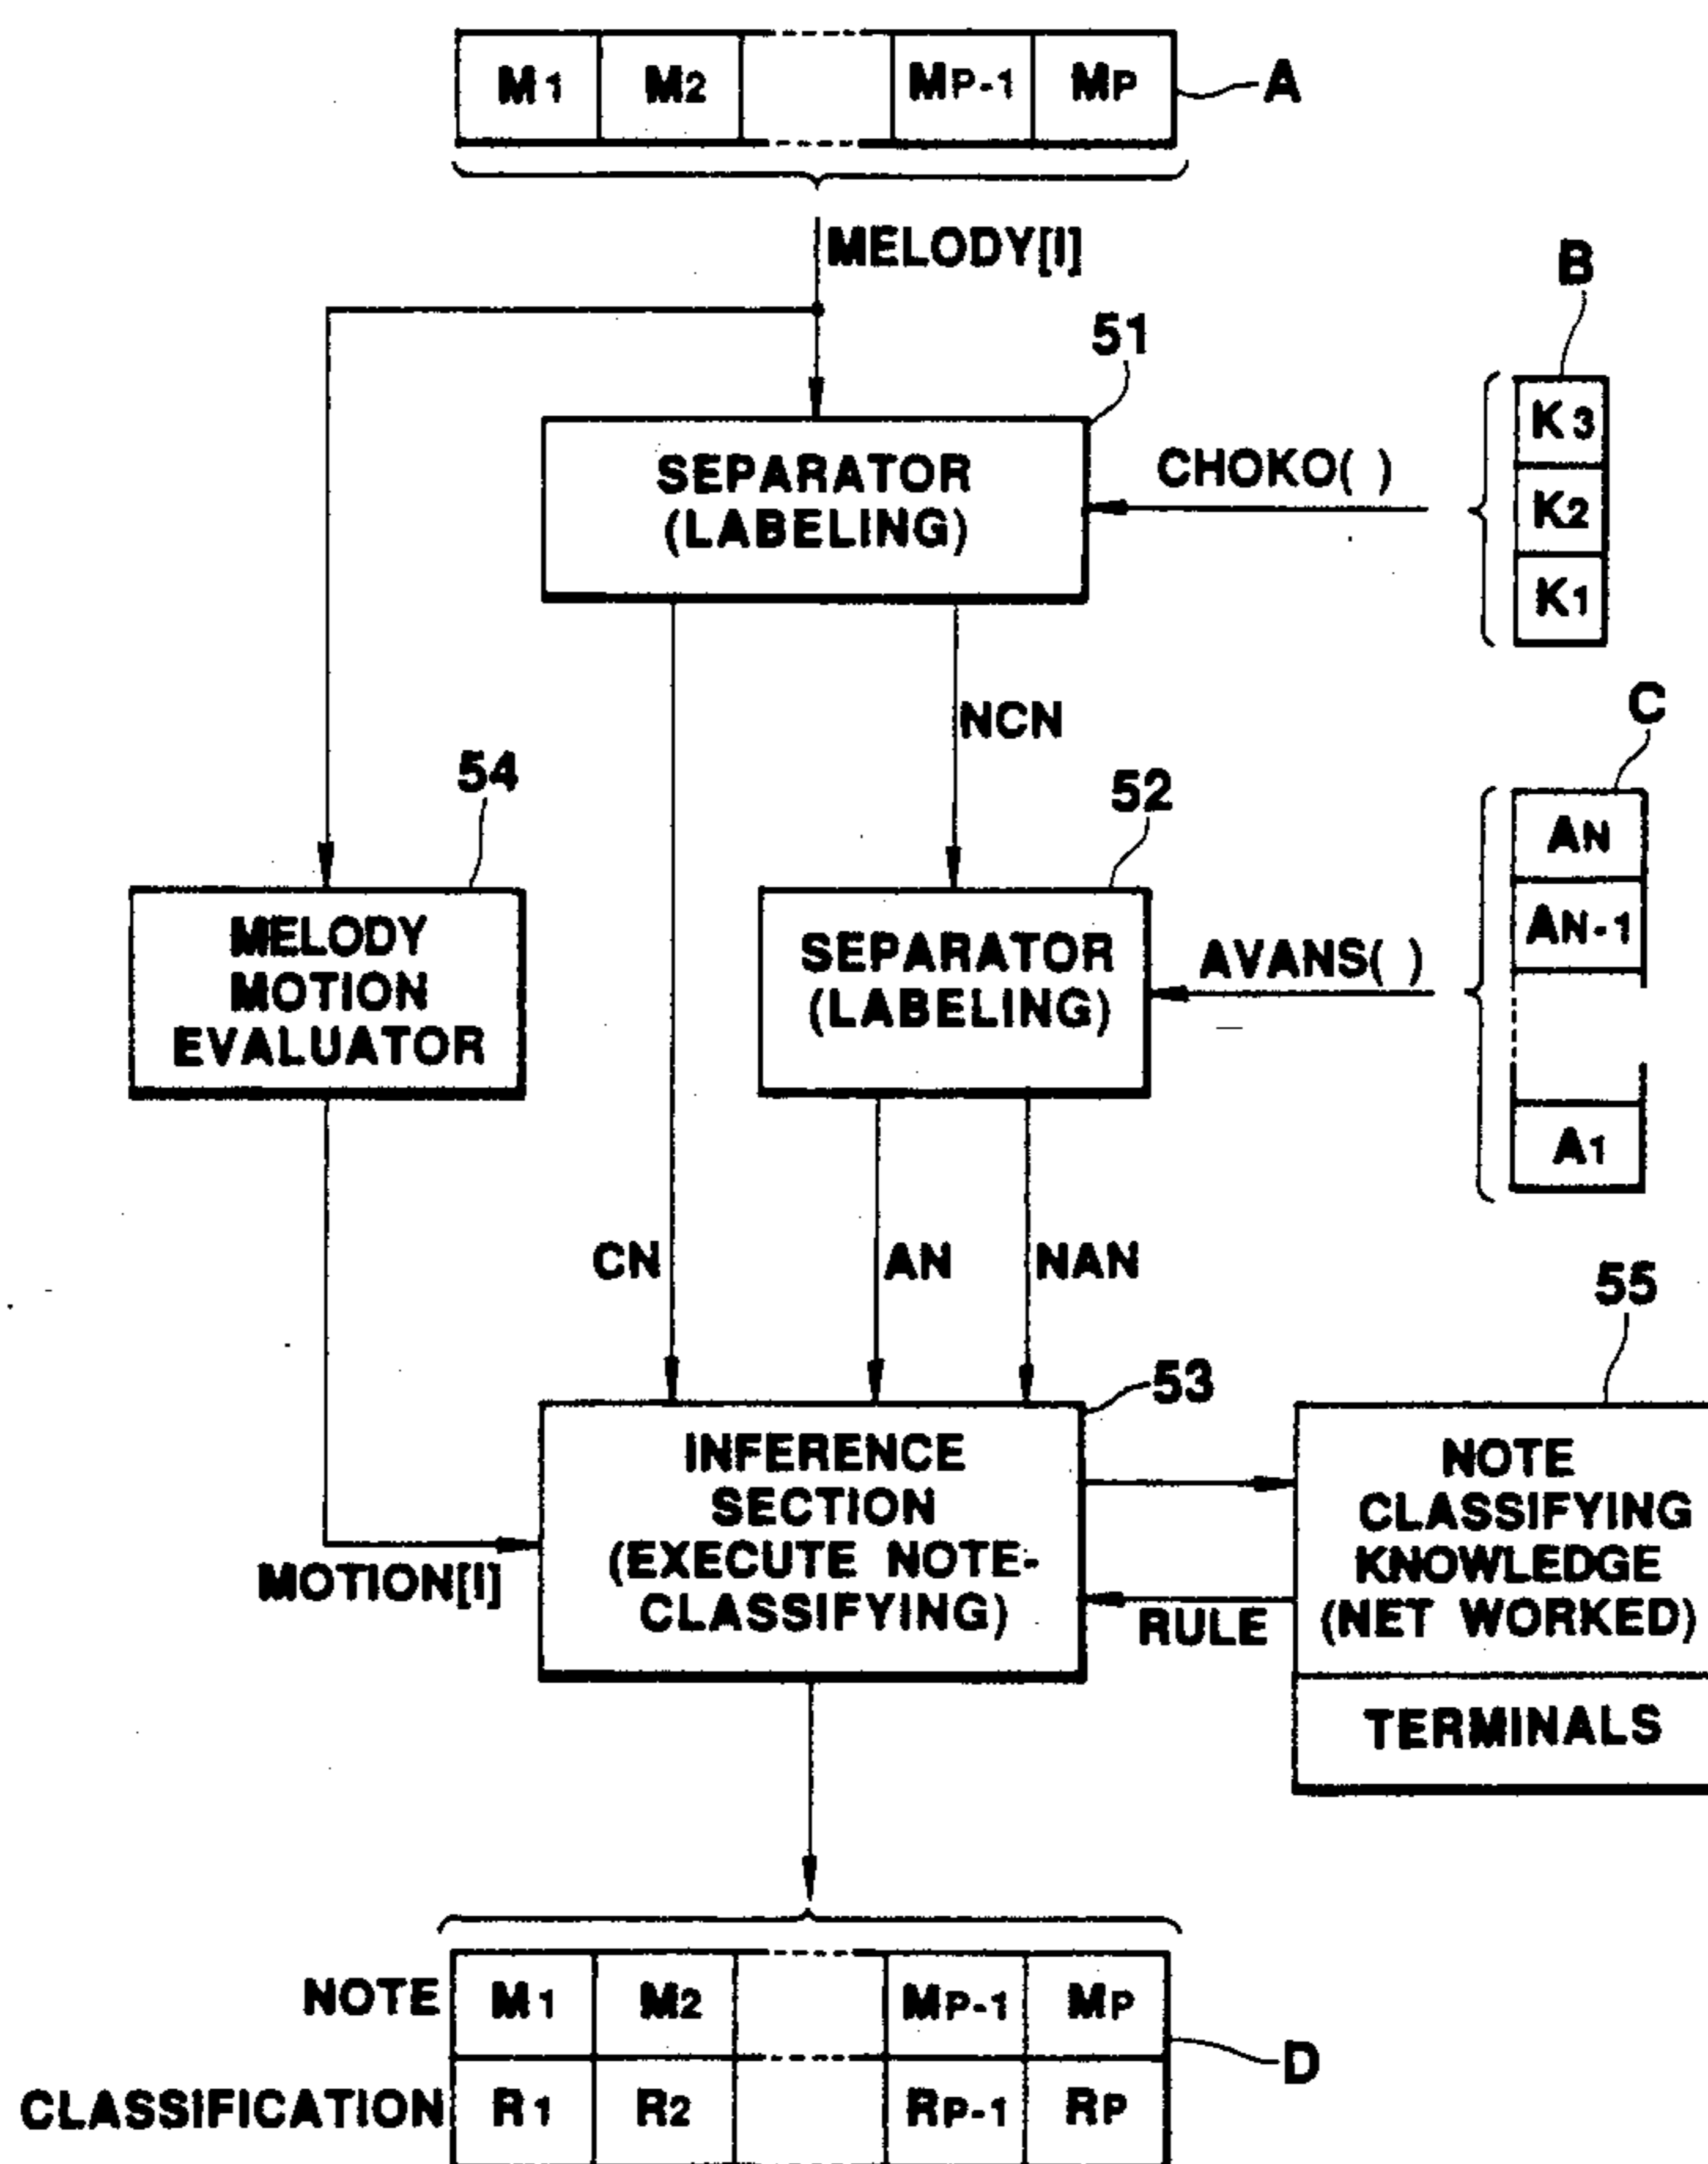 M1 M2 MP-1 MP A
MELODY[I]
B
51
K3
SEPARATOR
(LABELING)
CHOKO( )
K2
K1
NCN
C
54
52
AN
MELODY
MOTION
EVALUATOR
SEPARATOR
(LABELING)
AVANS( )
AN-1
A1
CN AN NAN
55
53
INFERENCE
SECTION
(EXECUTE NOTE-
CLASSIFYING)
MOTION[I]
NOTE
CLASSIFYING
KNOWLEDGE
(NET WORKED)
RULE
TERMINALS
NOTE M1 M2 MP-1 MP
D
CLASSIFICATION R1 R2 RP-1 RP